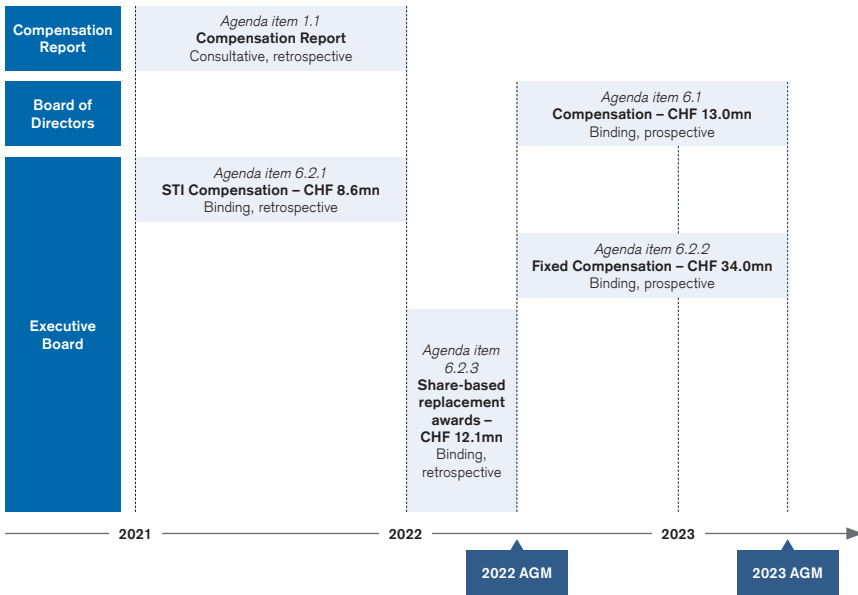 Compensation
Report
Agenda item 1.1
Compensation Report
Consultative, retrospective
Board of
Directors
Agenda item 6.1
Compensation – CHF 13.0mn
Binding, prospective
Executive
Board
Agenda item 6.2.1
STI Compensation – CHF 8.6mn
Binding, retrospective
Agenda item 6.2.2
Fixed Compensation – CHF 34.0mn
Binding, prospective
Agenda item
6.2.3
Share-based
replacement
awards –
CHF 12.1mn
Binding,
retrospective
2021
2022
2023
2022 AGM
2023 AGM